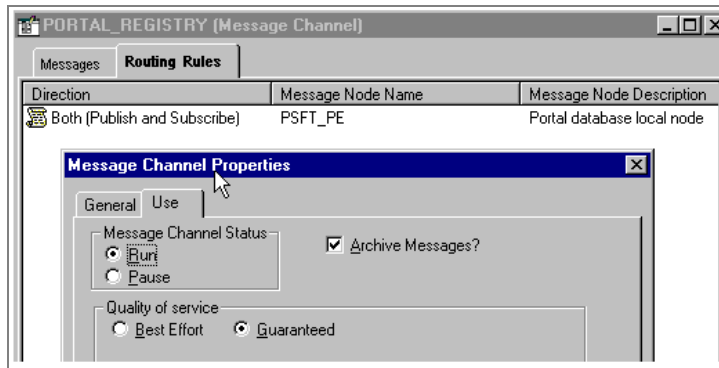 PORTAL_REGISTRY (Message Channel)
Messages Routing Rules
Direction Message Node Name Message Node Description
Both (Publish and Subscribe) PSFT_PE Portal database local node
Message Channel Properties
General Use
Message Channel Status
Run Archive Messages?
Pause
Quality of service
Best Effort Guaranteed